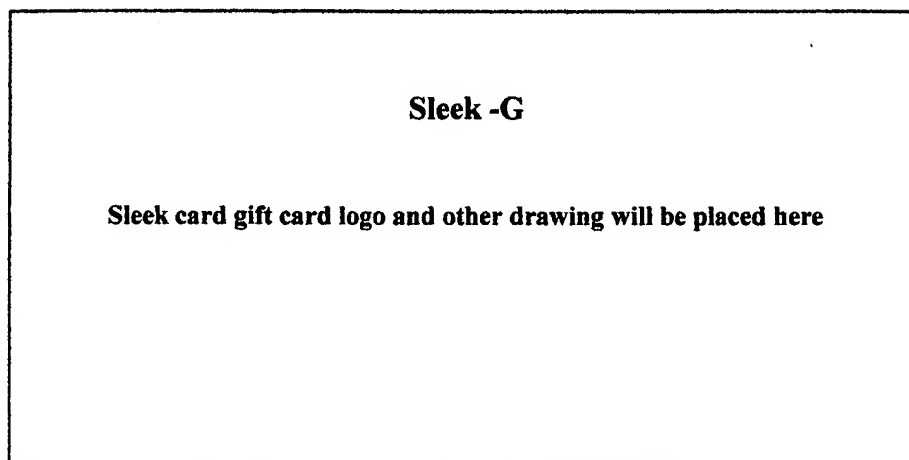 Sleek -G
Sleek card gift card logo and other drawing will be placed here